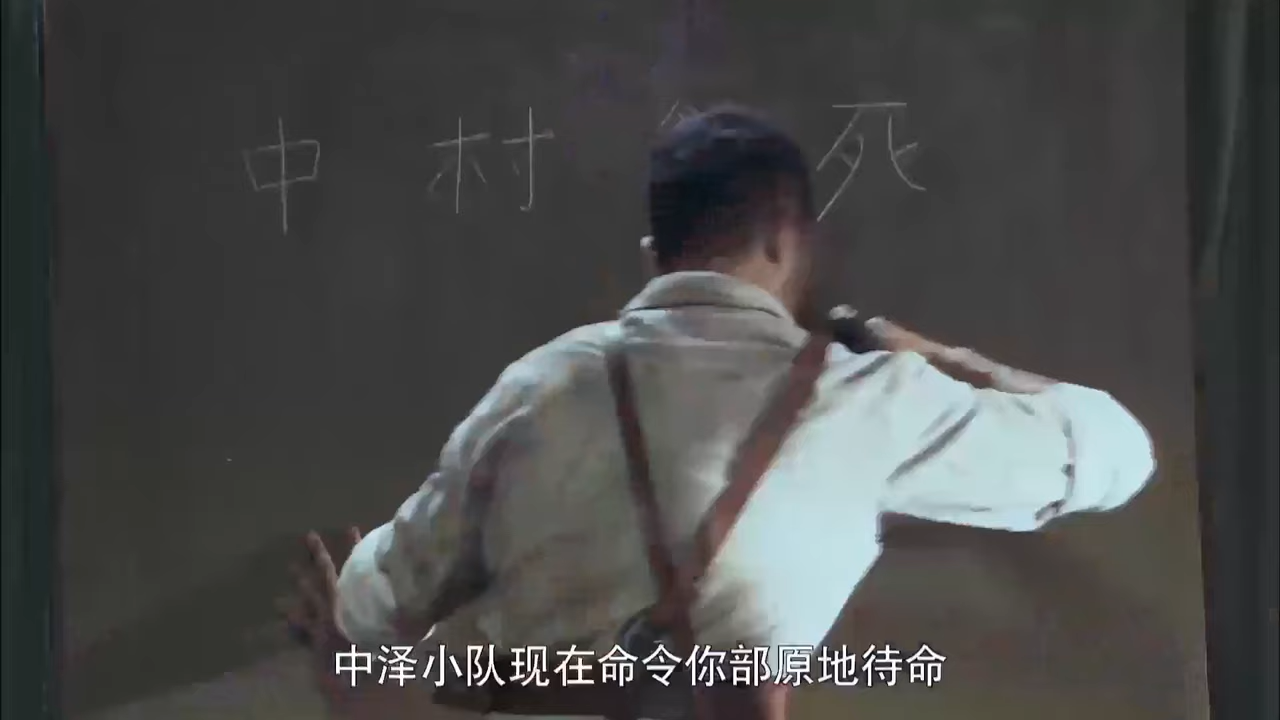 中村 死
中泽小队现在命令你部原地待命